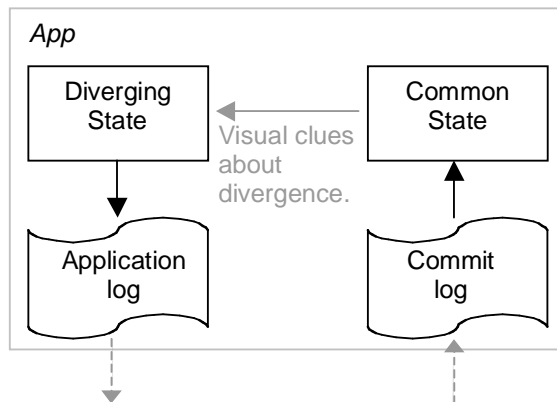 App
Diverging
State
Common
State
Visual clues
about
divergence.
Application
log
Commit
log